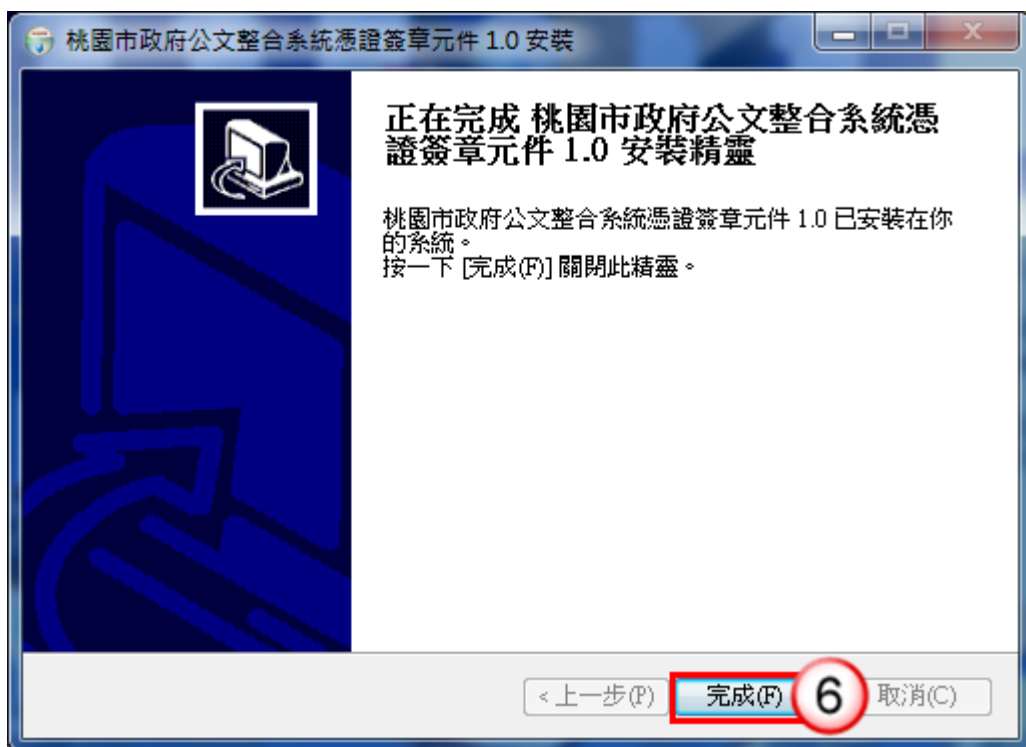 桃園市政府公文整合系統憑證簽章元件 1.0 安裝
正在完成 桃園市政府公文整合系統憑
證簽章元件 1.0 安裝精靈
桃園市政府公文整合系統憑證簽章元件 1.0 已安裝在你
的系統。
按一下 [完成(F)] 關閉此精靈。
<上一步(P) 完成(F) 6 取消(C)